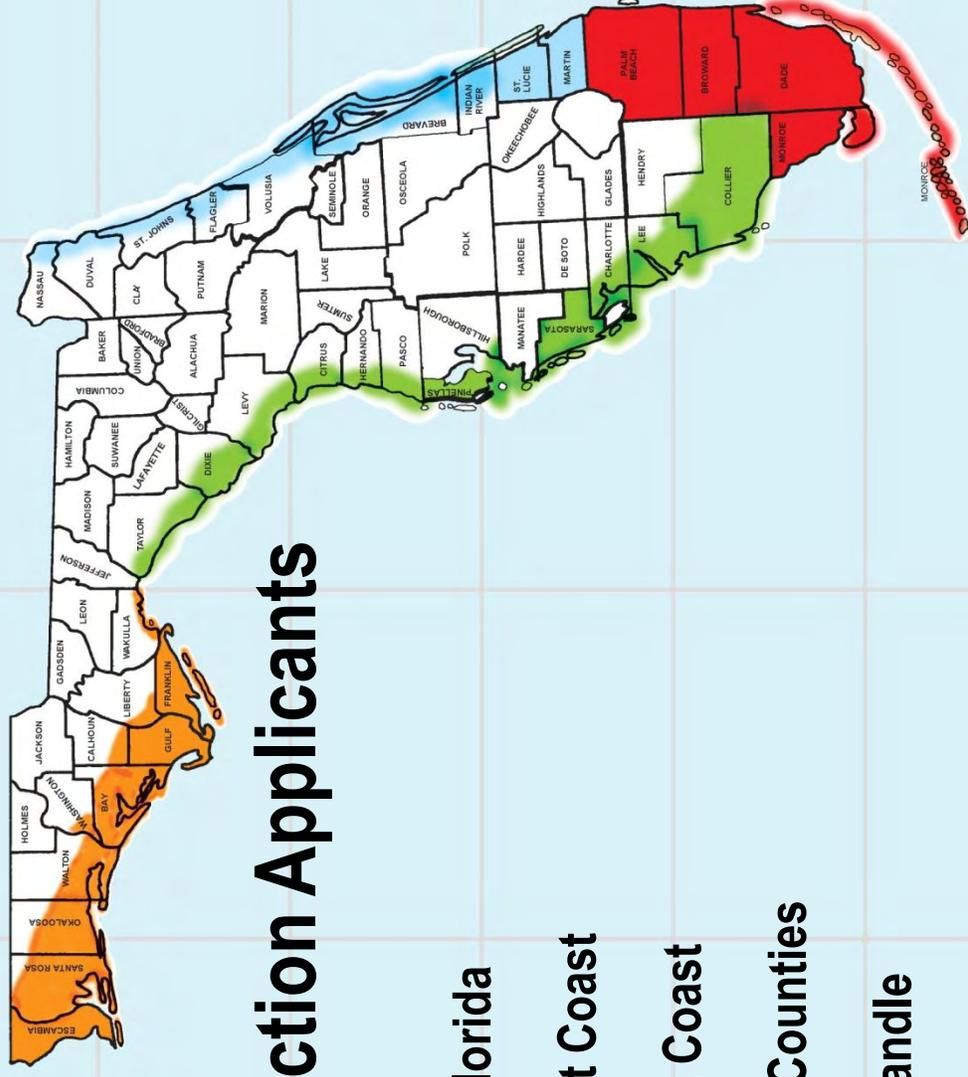 ction Applicants
lorida
t Coast
Coast
Counties
andle
ESCAMBIA
SANTA ROSA
OKALOOSA
WALTON
HOLMES
WASHINGTON
BAY
JACKSON
CALHOUN
GULF
LIBERTY
FRANKLIN
GADSDEN
LEON
WAKULLA
JEFFERSON
MADISON
TAYLOR
HAMILTON
SUWANEE
LAFAYETTE
DIXIE
COLUMBIA
GILCRIST
LEVY
BAKER
UNION
BRADFORD
ALACHUA
NASSAU
DUVAL
CLAY
PUTNAM
ST. JOHNS
FLAGLER
MARION
VOLUSIA
CITRUS
SUMTER
LAKE
SEMINOLE
ORANGE
HERNANDO
PASCO
PINELLAS
HILLSBOROUGH
POLK
OSCEOLA
BREVARD
INDIAN
RIVER
MANATEE
HARDEE
HIGHLANDS
OKEECHOBEE
ST.
LUCIE
SARASOTA
DE SOTO
MARTIN
CHARLOTTE
GLADES
LEE
HENDRY
PALM
BEACH
COLLIER
BROWARD
MONROE
DADE
MONROE